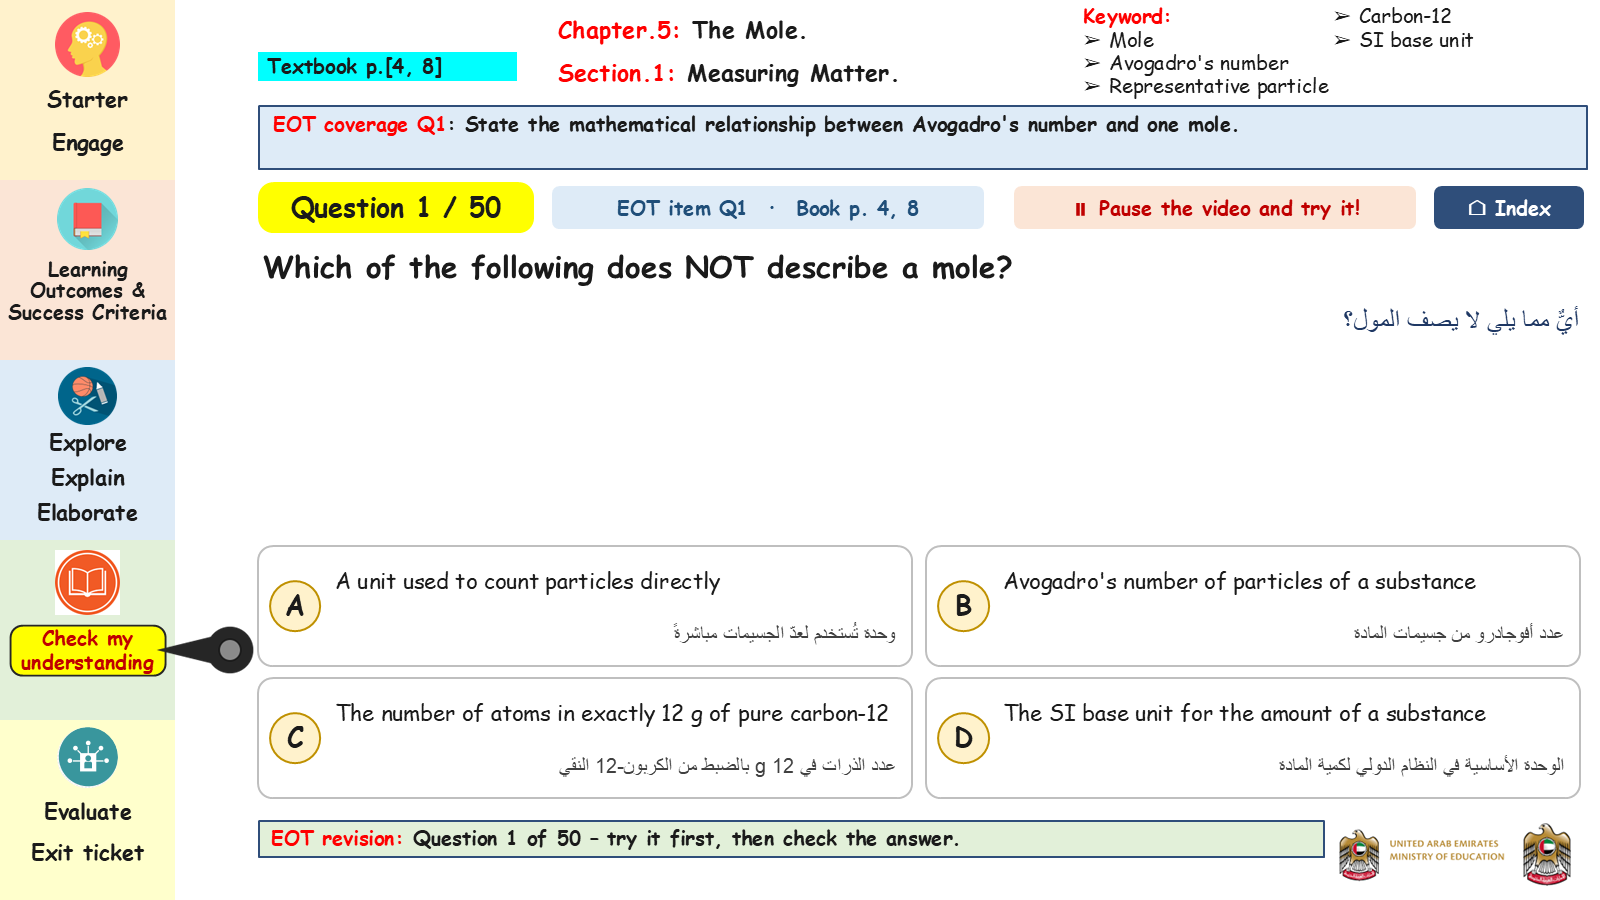 Starter
Engage
Learning
Outcomes &
Success Criteria
Explore
Explain
Elaborate
Check my
understanding
Evaluate
Exit ticket
Textbook p.[4, 8]
Chapter.5: The Mole.
Section.1: Measuring Matter.
Keyword:
➢ Mole
➢ Avogadro's number
➢ Representative particle
➢ Carbon-12
➢ SI base unit
EOT coverage Q1: State the mathematical relationship between Avogadro's number and one mole.
Question 1 / 50
EOT item Q1 · Book p. 4, 8
⏸ Pause the video and try it!
☖ Index
Which of the following does NOT describe a mole?
أيٌّ مما يلي لا يصف المول؟
A
A unit used to count particles directly
وحدة تُستخدم لعدّ الجسيمات مباشرةً
B
Avogadro's number of particles of a substance
عدد أفوجادرو من جسيمات المادة
C
The number of atoms in exactly 12 g of pure carbon-12
عدد الذرات في 12 g بالضبط من الكربون-12 النقي
D
The SI base unit for the amount of a substance
الوحدة الأساسية في النظام الدولي لكمية المادة
EOT revision: Question 1 of 50 – try it first, then check the answer.
UNITED ARAB EMIRATES
MINISTRY OF EDUCATION